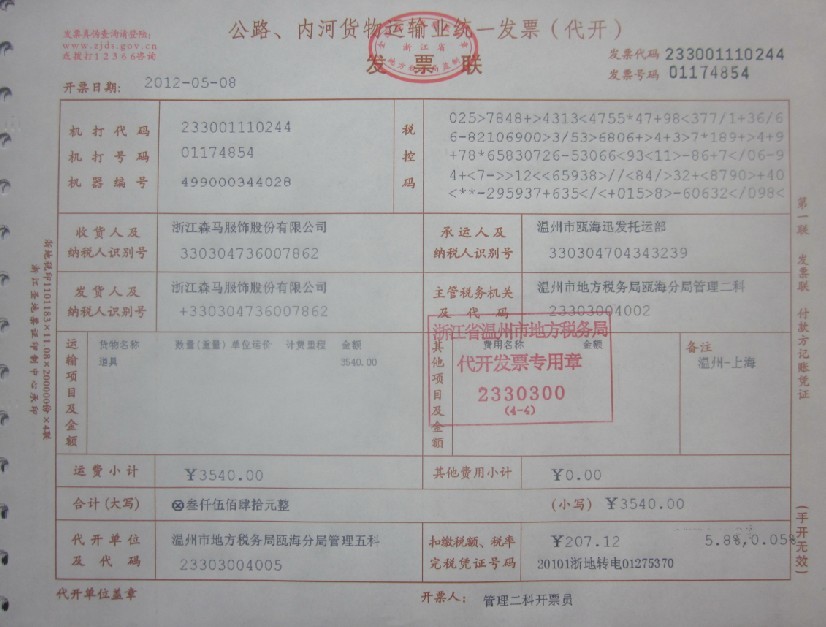 公路、内河货物运输业统一发票（代开）
发票联
发票真伪查询请登陆:
www.zjds.gov.cn
或拨打12366咨询
浙江省
发票代码 233001110244
发票号码 01174854
开票日期: 2012-05-08
机打代码 233001110244
机打号码 01174854
机器编号 499000344028
税控码
025>7848+>4313<4755*47+98<377/1+36/6
6-82106900>3/53>6806+>4+3>7*189+>4+9
+78*65830726-53066<93<11>-86+7</06-9
4+<7->>12<<65938>//<84/>32+<8790>+40
<**-295937+635</<+015>8>-60632/098<
收货人及纳税人识别号 浙江森马服饰股份有限公司
330304736007862
承运人及纳税人识别号 温州市瓯海迅发托运部
330304704343239
发货人及纳税人识别号 浙江森马服饰股份有限公司
+330304736007862
主管税务机关及代码 温州市地方税务局瓯海分局管理二科
23303004002
运输项目及金额
货物名称 数量(重量) 单位运价 计费里程 金额
道具 3540.00
其他项目及金额
费用名称 金额
备注
温州-上海
浙江省温州市地方税务局
代开发票专用章
2330300
(4-4)
运费小计 ￥3540.00
其他费用小计 ￥0.00
合计(大写) ⊗叁仟伍佰肆拾元整
(小写) ￥3540.00
代开单位及代码 温州市地方税务局瓯海分局管理五科
23303004005
扣缴税额、税率 ￥207.12 5.8%,0.05%
完税凭证号码 20101浙地转电01275370
代开单位盖章
开票人: 管理二科开票员
第一联 发票联 付款方记账凭证
(手开无效)